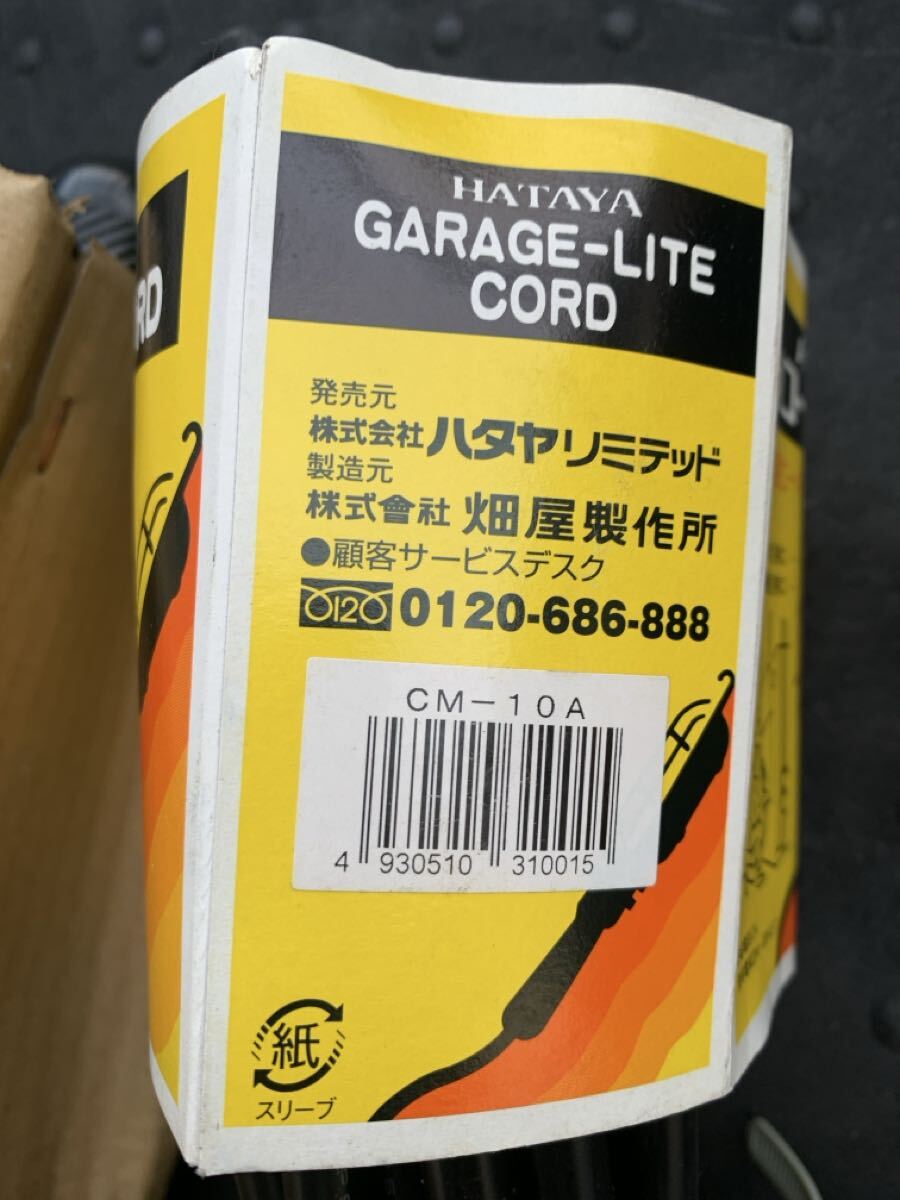 HATAYA
GARAGE-LITE
CORD
発売元
株式会社ハタヤリミテッド
製造元
株式會社 畑屋製作所
●顧客サービスデスク
0120 0120-686-888
CM-10A
4 930510 310015
紙
スリーブ
RD